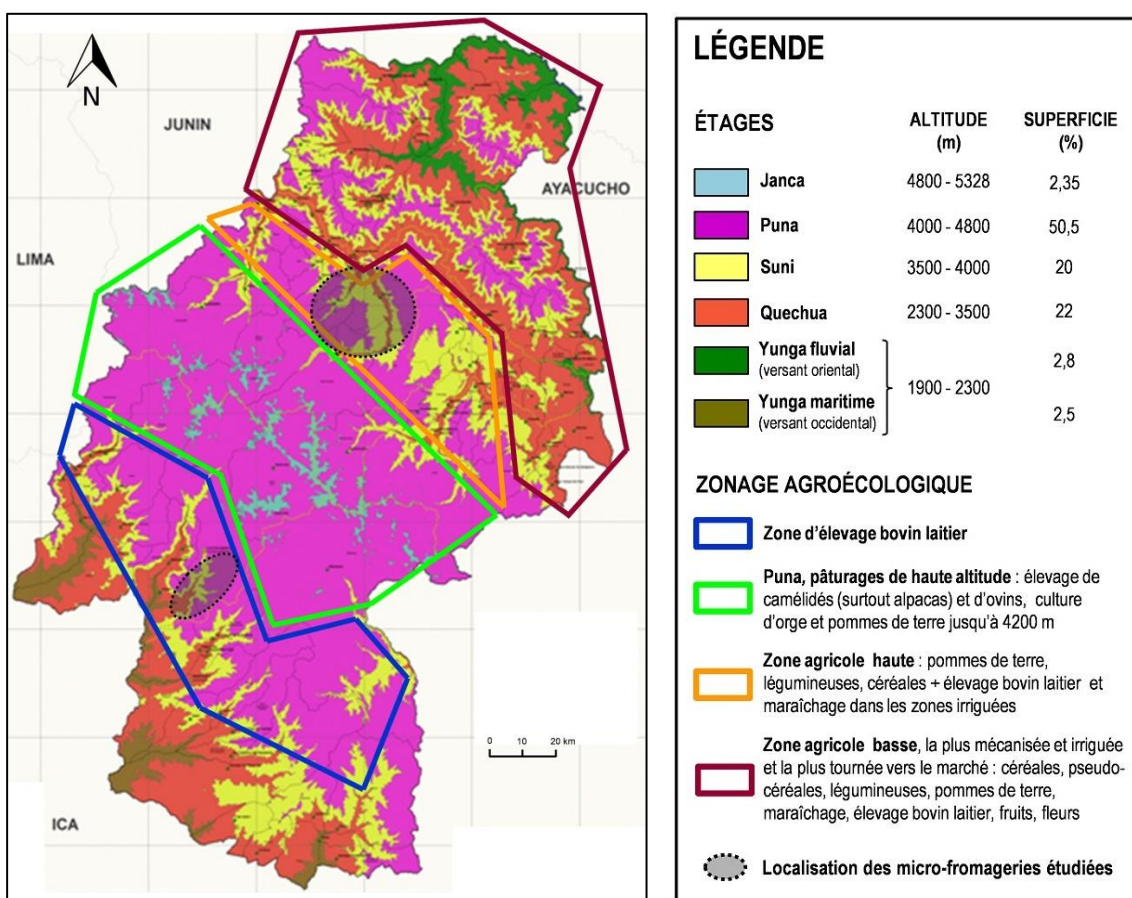 N
JUNIN
AYACUCHO
LIMA
ICA
0 10 20 km
LÉGENDE
ÉTAGES ALTITUDE SUPERFICIE
(m) (%)
Janca 4800 - 5328 2,35
Puna 4000 - 4800 50,5
Suni 3500 - 4000 20
Quechua 2300 - 3500 22
Yunga fluvial
(versant oriental) 2,8
1900 - 2300
Yunga maritime
(versant occidental) 2,5
ZONAGE AGROÉCOLOGIQUE
Zone d'élevage bovin laitier
Puna, pâturages de haute altitude : élevage de
camélidés (surtout alpacas) et d'ovins, culture
d'orge et pommes de terre jusqu'à 4200 m
Zone agricole haute : pommes de terre,
légumineuses, céréales + élevage bovin laitier et
maraîchage dans les zones irriguées
Zone agricole basse, la plus mécanisée et irriguée
et la plus tournée vers le marché : céréales, pseudo-
céréales, légumineuses, pommes de terre,
maraîchage, élevage bovin laitier, fruits, fleurs
Localisation des micro-fromageries étudiées